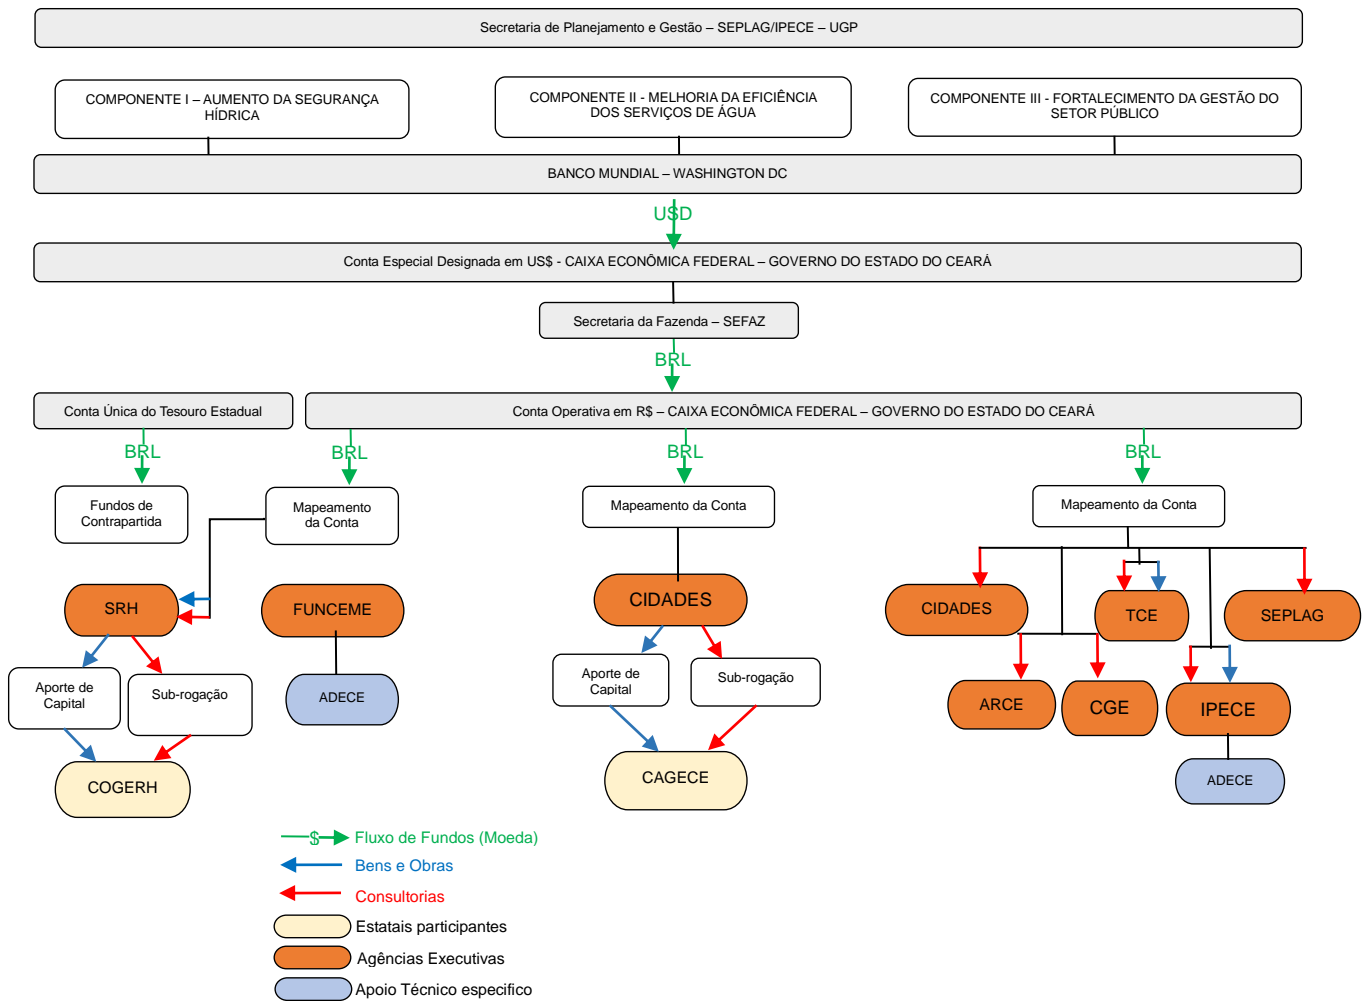 Secretaria de Planejamento e Gestão – SEPLAG/IPECE – UGP
COMPONENTE I – AUMENTO DA SEGURANÇA
HÍDRICA
COMPONENTE II - MELHORIA DA EFICIÊNCIA
DOS SERVIÇOS DE ÁGUA
COMPONENTE III - FORTALECIMENTO DA GESTÃO DO
SETOR PÚBLICO
BANCO MUNDIAL – WASHINGTON DC
USD
Conta Especial Designada em US$ - CAIXA ECONÔMICA FEDERAL – GOVERNO DO ESTADO DO CEARÁ
Secretaria da Fazenda – SEFAZ
BRL
Conta Única do Tesouro Estadual
Conta Operativa em R$ – CAIXA ECONÔMICA FEDERAL – GOVERNO DO ESTADO DO CEARÁ
BRL
BRL
BRL
BRL
Fundos de
Contrapartida
Mapeamento
da Conta
Mapeamento da Conta
Mapeamento da Conta
SRH
FUNCEME
CIDADES
CIDADES
TCE
SEPLAG
Aporte de
Capital
Sub-rogação
ADECE
Aporte de
Capital
Sub-rogação
ARCE
CGE
IPECE
COGERH
CAGECE
ADECE
$
Fluxo de Fundos (Moeda)
Bens e Obras
Consultorias
Estatais participantes
Agências Executivas
Apoio Técnico especifico